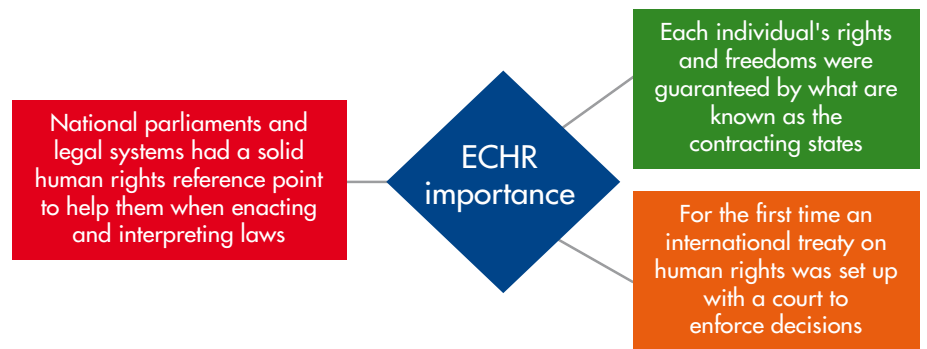 National parliaments and
legal systems had a solid
human rights reference point
to help them when enacting
and interpreting laws
ECHR
importance
Each individual's rights
and freedoms were
guaranteed by what are
known as the
contracting states
For the first time an
international treaty on
human rights was set up
with a court to
enforce decisions